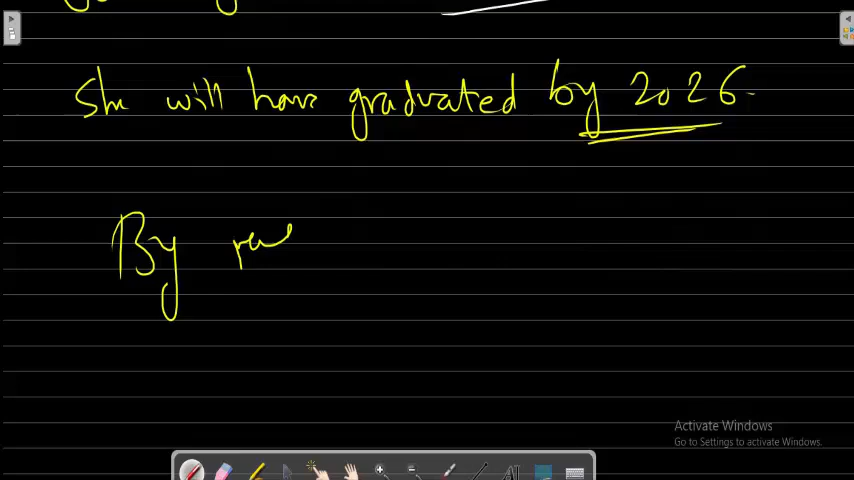 She will have graduated by 2026.
By
Activate Windows
Go to Settings to activate Windows.